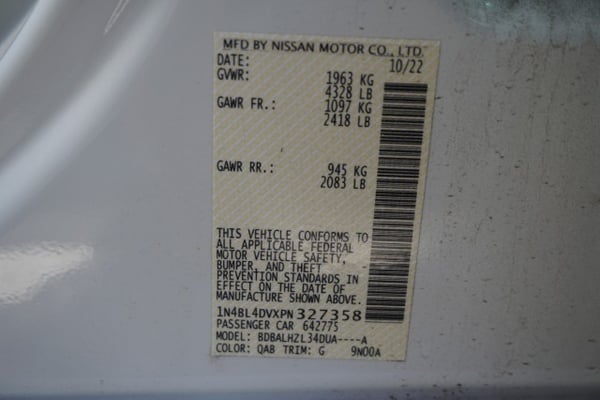 MFD BY NISSAN MOTOR CO., LTD.
DATE: 10/22
GVWR: 1963 KG
4328 LB
GAWR FR.: 1097 KG
2418 LB
GAWR RR.: 945 KG
2083 LB
THIS VEHICLE CONFORMS TO
ALL APPLICABLE FEDERAL
MOTOR VEHICLE SAFETY,
BUMPER, AND THEFT
PREVENTION STANDARDS IN
EFFECT ON THE DATE OF
MANUFACTURE SHOWN ABOVE.
1N4BL4DVXPN327358
PASSENGER CAR 642775
MODEL: BDBALHZL34DUA----A
COLOR: QAB TRIM: G 9N00A